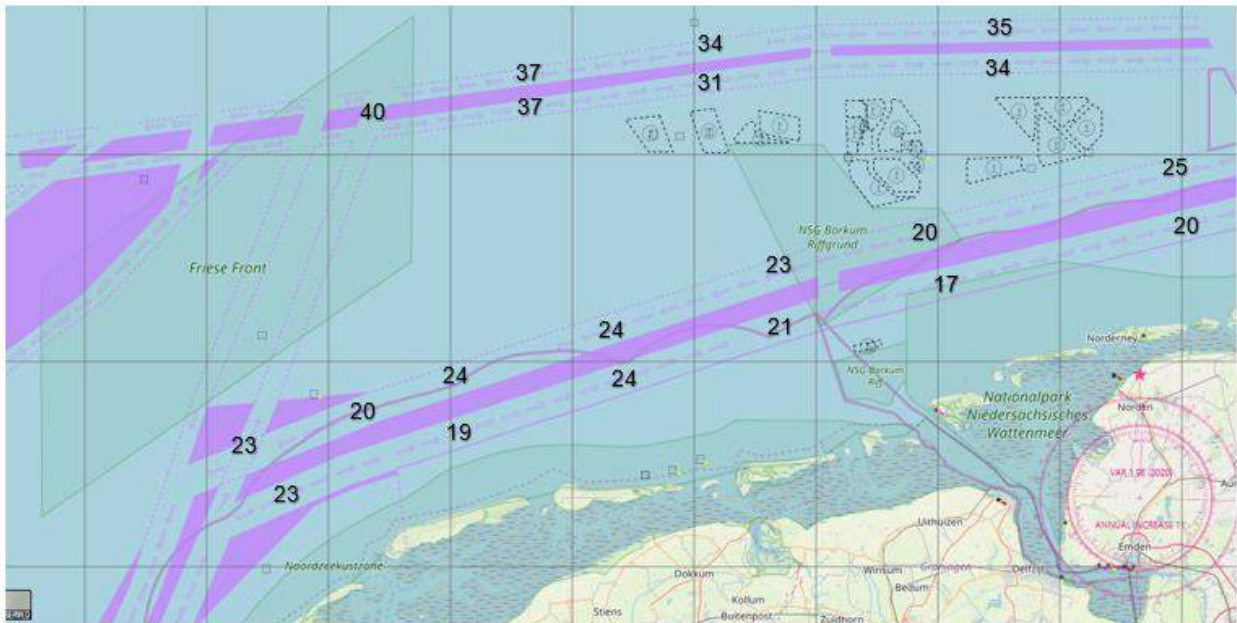 35
34
37
34
31
37
40
25
20
20
NSG Borkum
Riffgrund
23
17
Friese Front
24
21
24
24
20
19
23
23
Norderney
NSG Borkum
Riff
Nationalpark
Niedersächsisches
Wattenmeer
Norden
VAR 1.9E (2020)
ANNUAL INCREASE 11'
Uithuizen
Emden
Noordzeekustzone
Dokkum
Winsum
Groningen
Delfzijl
Bedum
Kollum
Stiens
Buitenpost
Zuidhorn